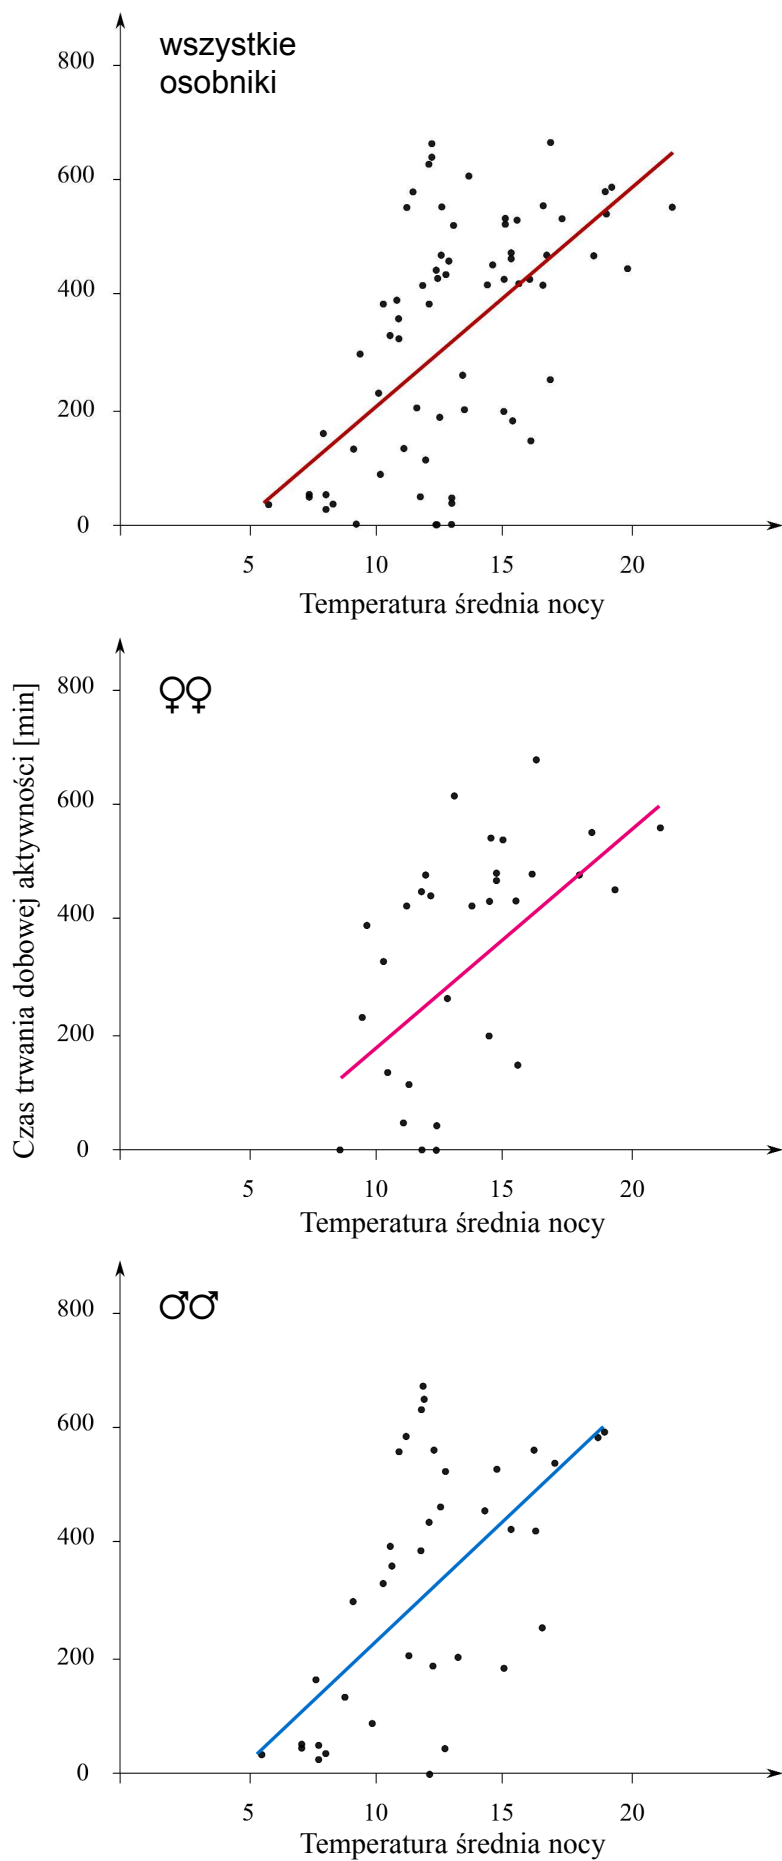 wszystkie
osobniki
800
600
400
200
0
5 10 15 20
Temperatura średnia nocy
Czas trwania dobowej aktywności [min]
♀♀
800
600
400
200
0
5 10 15 20
Temperatura średnia nocy
♂♂
800
600
400
200
0
5 10 15 20
Temperatura średnia nocy